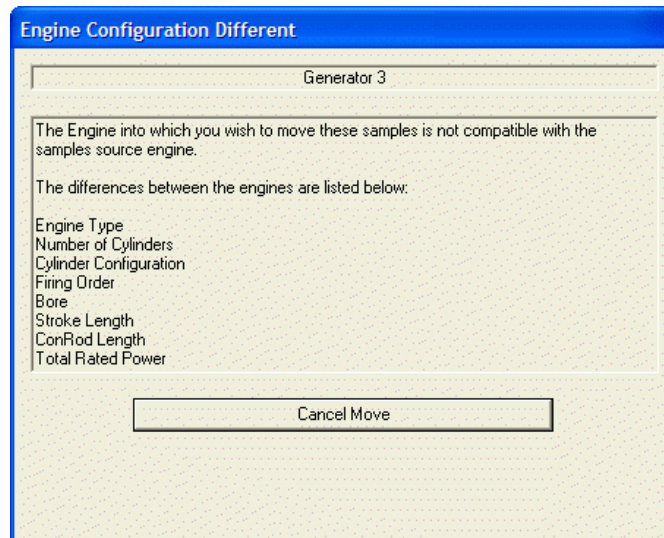 Engine Configuration Different
Generator 3
The Engine into which you wish to move these samples is not compatible with the
samples source engine.
The differences between the engines are listed below:
Engine Type
Number of Cylinders
Cylinder Configuration
Firing Order
Bore
Stroke Length
ConRod Length
Total Rated Power
Cancel Move